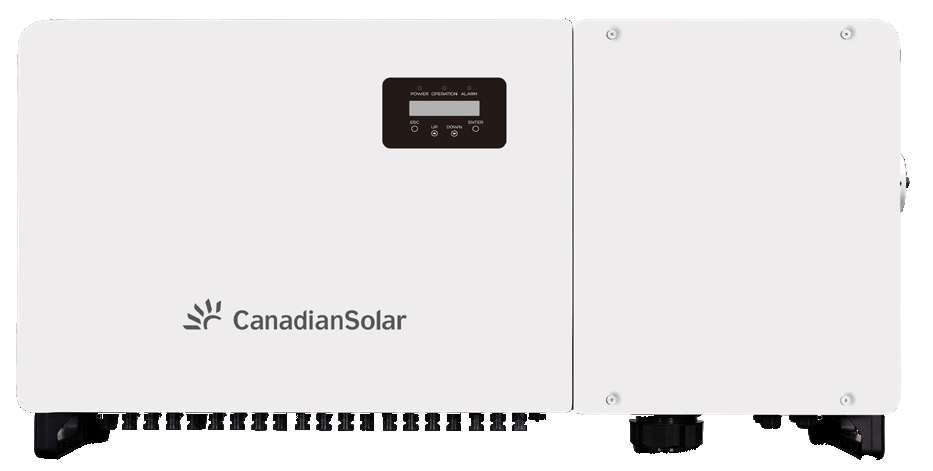 POWER OPERATION ALARM
ESC UP DOWN ENTER
CanadianSolar